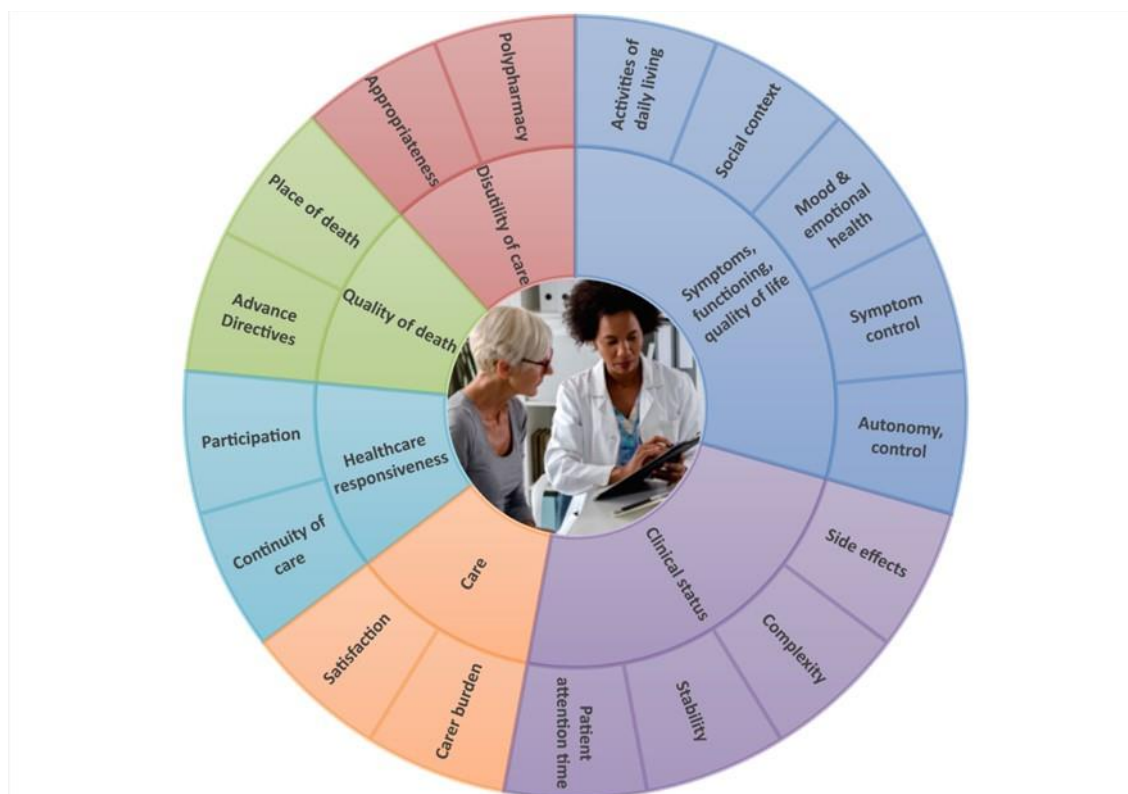 Activities of
daily living
Social context
Mood &
emotional
health
Symptom
control
Autonomy,
control
Symptoms,
functioning,
quality of life
Side effects
Complexity
Stability
Patient
attention time
Clinical status
Carer burden
Satisfaction
Care
Continuity of
care
Participation
Healthcare
responsiveness
Advance
Directives
Place of death
Quality of death
Appropriateness
Polypharmacy
Disutility of care